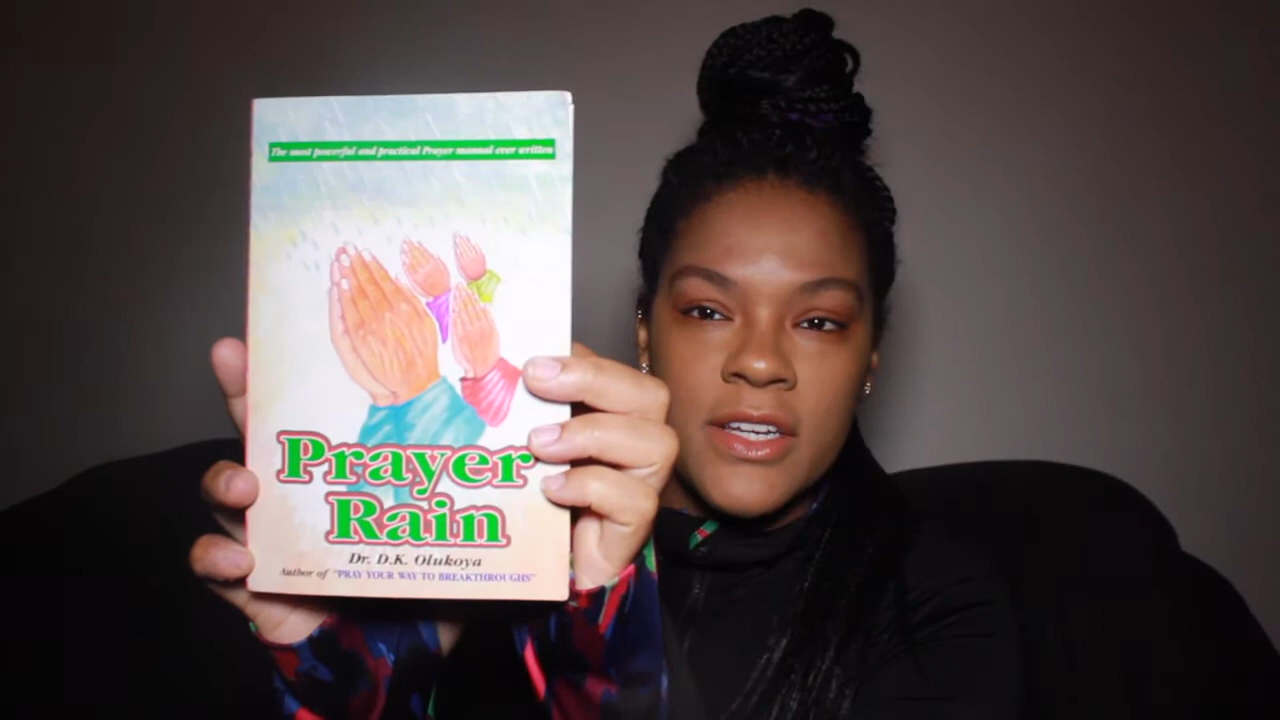 The most powerful and practical Prayer manual ever written
Prayer
Rain
Dr. D.K. Olukoya
Author of "PRAY YOUR WAY TO BREAKTHROUGHS"